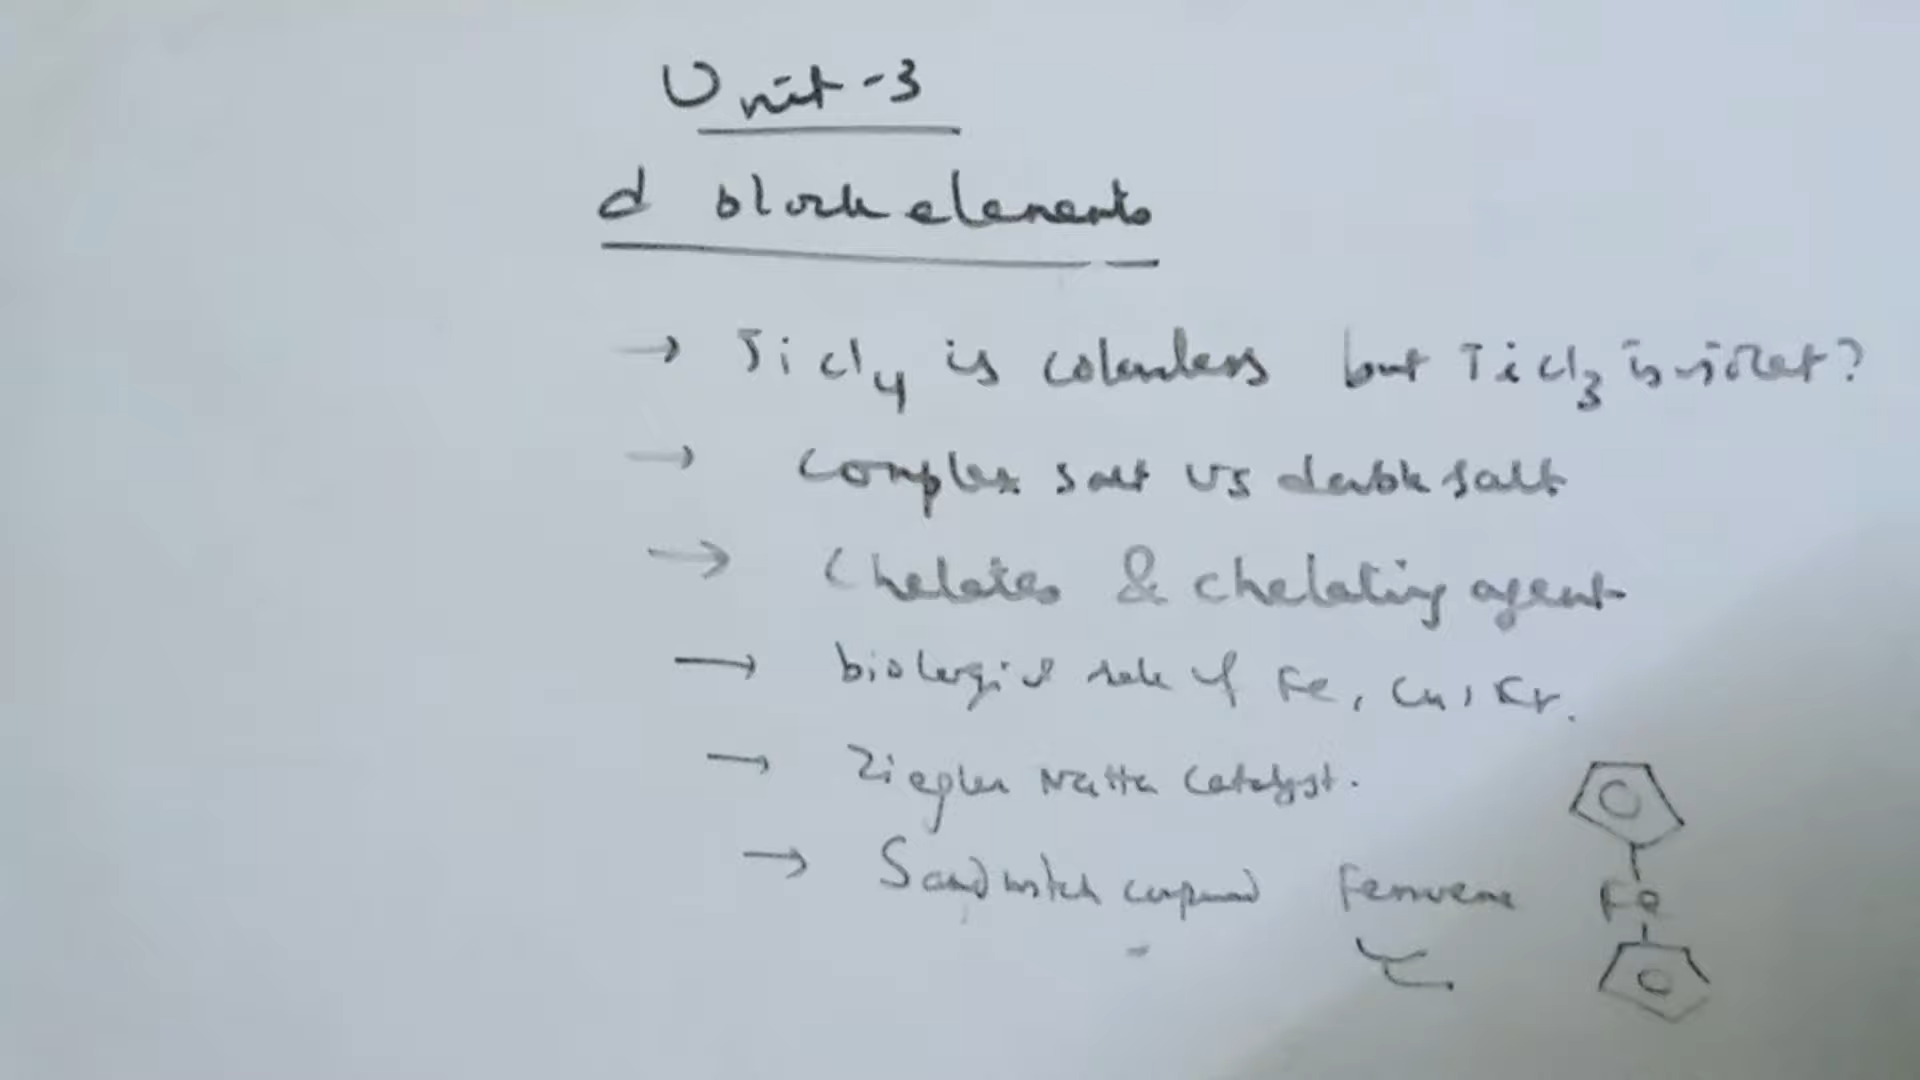 Unit-3
d block elements
→ TiCl4 is colourless but TiCl3 is violet?
→ Complex salt vs double salt
→ Chelates & chelating agent
→ biological role of Fe, Cu, Kr.
→ Ziegler Natta Catalyst.
→ Sandwitch compound Ferrocene
Fe